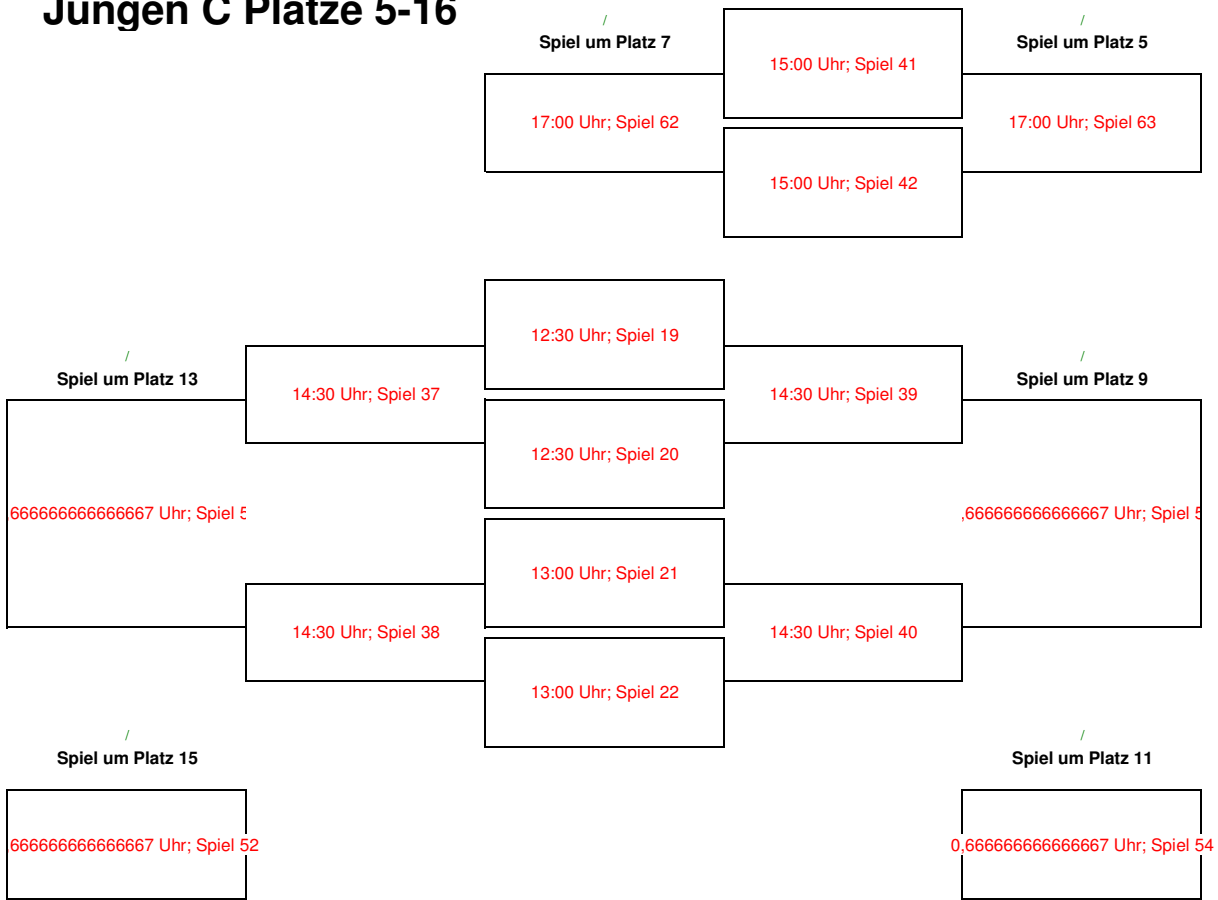 Jungen C Plätze 5-16
/
/
Spiel um Platz 7
Spiel um Platz 5
15:00 Uhr; Spiel 41
17:00 Uhr; Spiel 62
17:00 Uhr; Spiel 63
15:00 Uhr; Spiel 42
12:30 Uhr; Spiel 19
/
/
Spiel um Platz 13
Spiel um Platz 9
14:30 Uhr; Spiel 37
14:30 Uhr; Spiel 39
12:30 Uhr; Spiel 20
,666666666666667 Uhr; Spiel 5
13:00 Uhr; Spiel 21
14:30 Uhr; Spiel 38
14:30 Uhr; Spiel 40
13:00 Uhr; Spiel 22
/
/
Spiel um Platz 15
Spiel um Platz 11
666666666666667 Uhr; Spiel 52
0,666666666666667 Uhr; Spiel 54